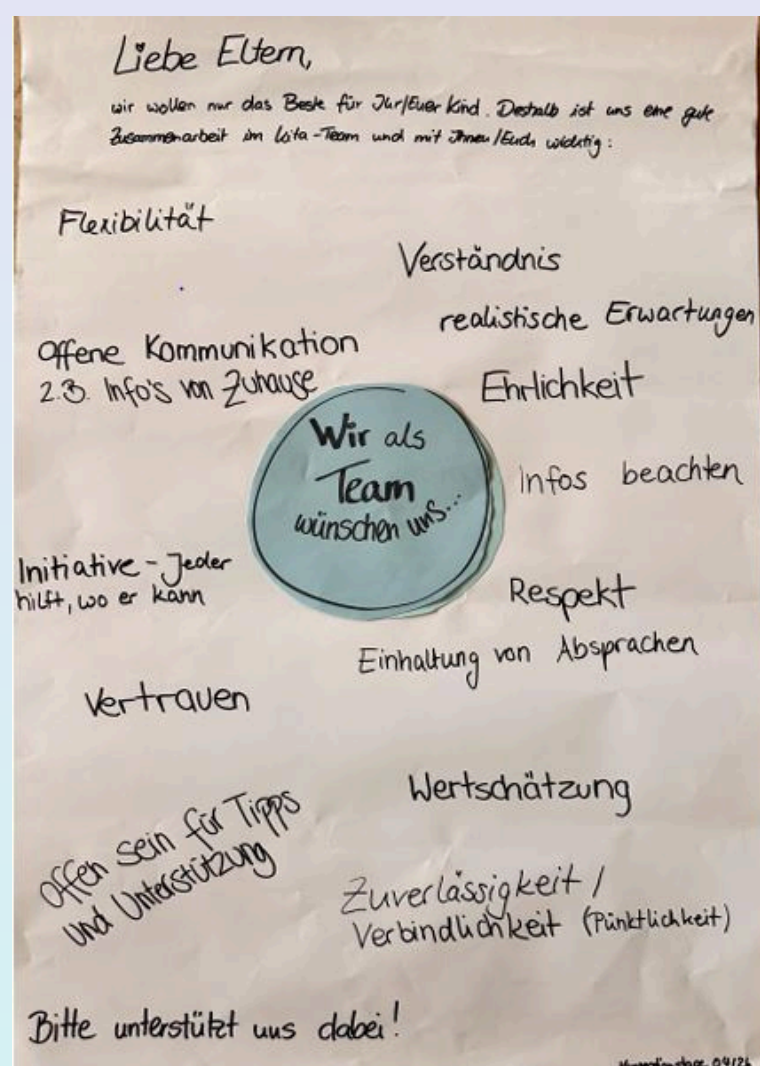 Liebe Eltern,
wir wollen nur das Beste für Ihr/Euer Kind. Deshalb ist uns eine gute
Zusammenarbeit im Kita-Team und mit Ihnen/Euch wichtig:
Flexibilität
Verständnis
realistische Erwartungen
Offene Kommunikation
z.B. Info's von Zuhause
Ehrlichkeit
Wir als
Team
wünschen uns...
Infos beachten
Initiative - Jeder
hilft, wo er kann
Respekt
Einhaltung von Absprachen
Vertrauen
Wertschätzung
Offen sein für Tipps
und Unterstützung
Zuverlässigkeit /
Verbindlichkeit (Pünktlichkeit)
Bitte unterstützt uns dabei!
04/26